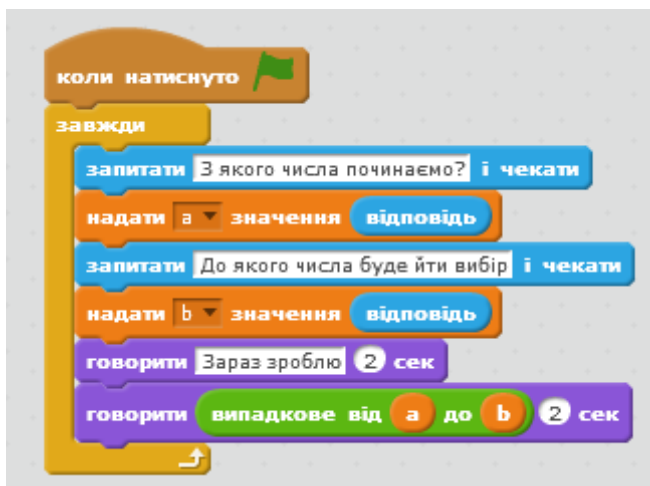 коли натиснуто
завжди
запитати З якого числа починаємо? і чекати
надати a значення відповідь
запитати До якого числа буде йти вибір і чекати
надати b значення відповідь
говорити Зараз зроблю 2 сек
говорити випадкове від a до b 2 сек